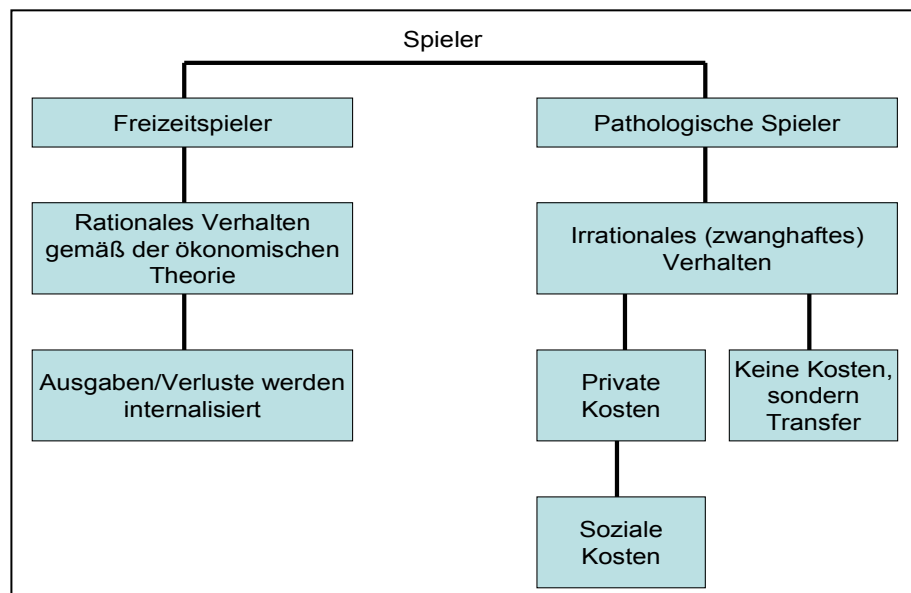 Spieler
Freizeitspieler
Pathologische Spieler
Rationales Verhalten
gemäß der ökonomischen
Theorie
Irrationales (zwanghaftes)
Verhalten
Ausgaben/Verluste werden
internalisiert
Private
Kosten
Keine Kosten,
sondern
Transfer
Soziale
Kosten